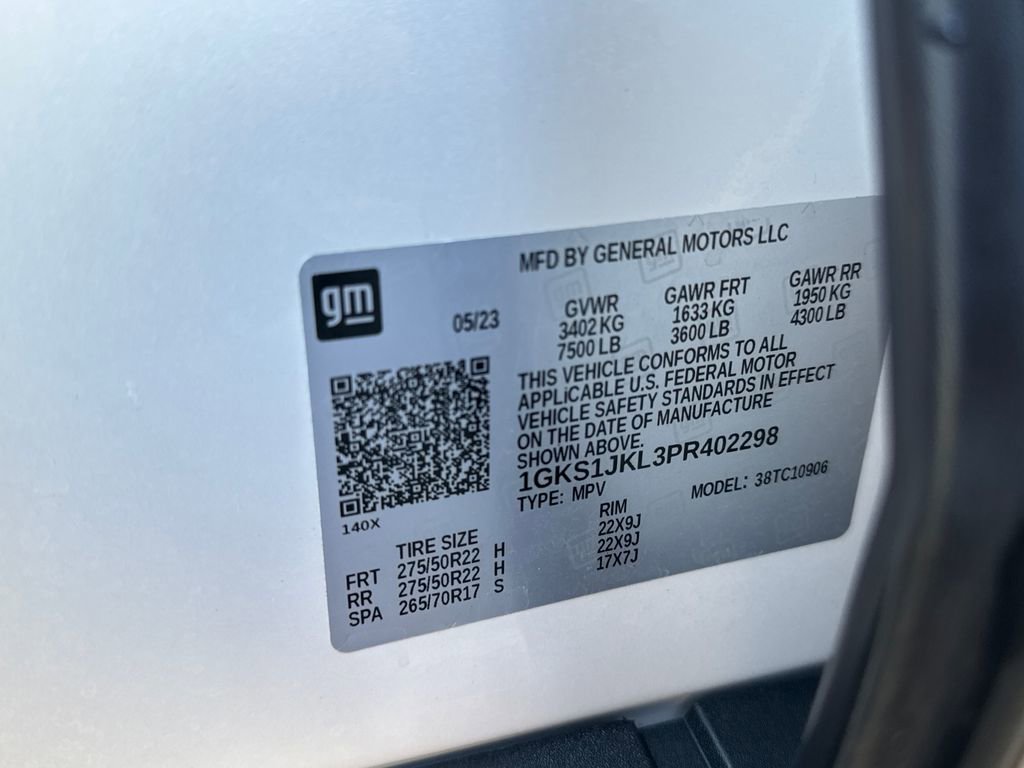 gm
MFD BY GENERAL MOTORS LLC
05/23
GVWR GAWR FRT GAWR RR
3402 KG 1633 KG 1950 KG
7500 LB 3600 LB 4300 LB
THIS VEHICLE CONFORMS TO ALL
APPLICABLE U.S. FEDERAL MOTOR
VEHICLE SAFETY STANDARDS IN EFFECT
ON THE DATE OF MANUFACTURE
SHOWN ABOVE.
1GKS1JKL3PR402298
TYPE: MPV MODEL: 38TC10906
140X
TIRE SIZE RIM
FRT 275/50R22 H 22X9J
RR 275/50R22 H 22X9J
SPA 265/70R17 S 17X7J